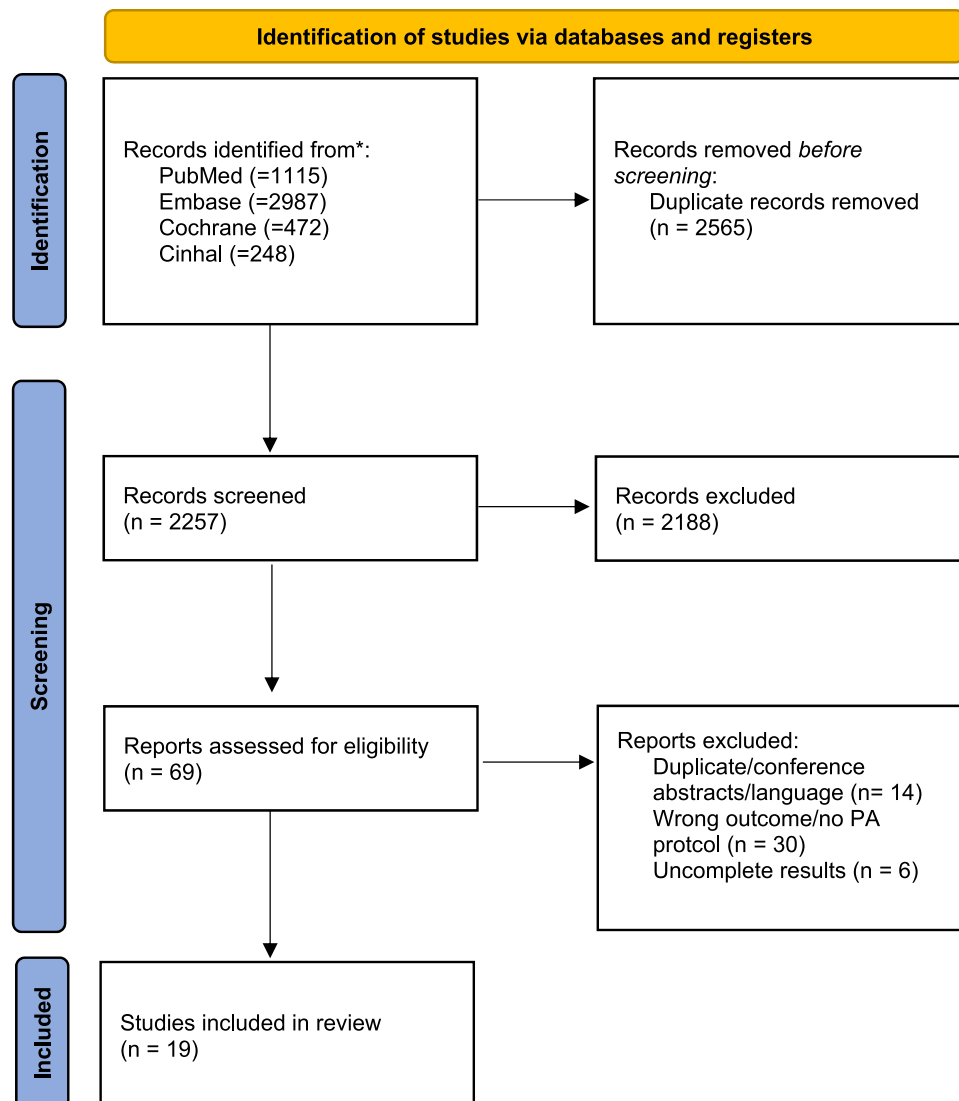 Identification of studies via databases and registers
Identification
Records identified from*:
PubMed (=1115)
Embase (=2987)
Cochrane (=472)
Cinhal (=248)
Records removed before
screening:
Duplicate records removed
(n = 2565)
Screening
Records screened
(n = 2257)
Records excluded
(n = 2188)
Reports assessed for eligibility
(n = 69)
Reports excluded:
Duplicate/conference
abstracts/language (n= 14)
Wrong outcome/no PA
protcol (n = 30)
Uncomplete results (n = 6)
Included
Studies included in review
(n = 19)